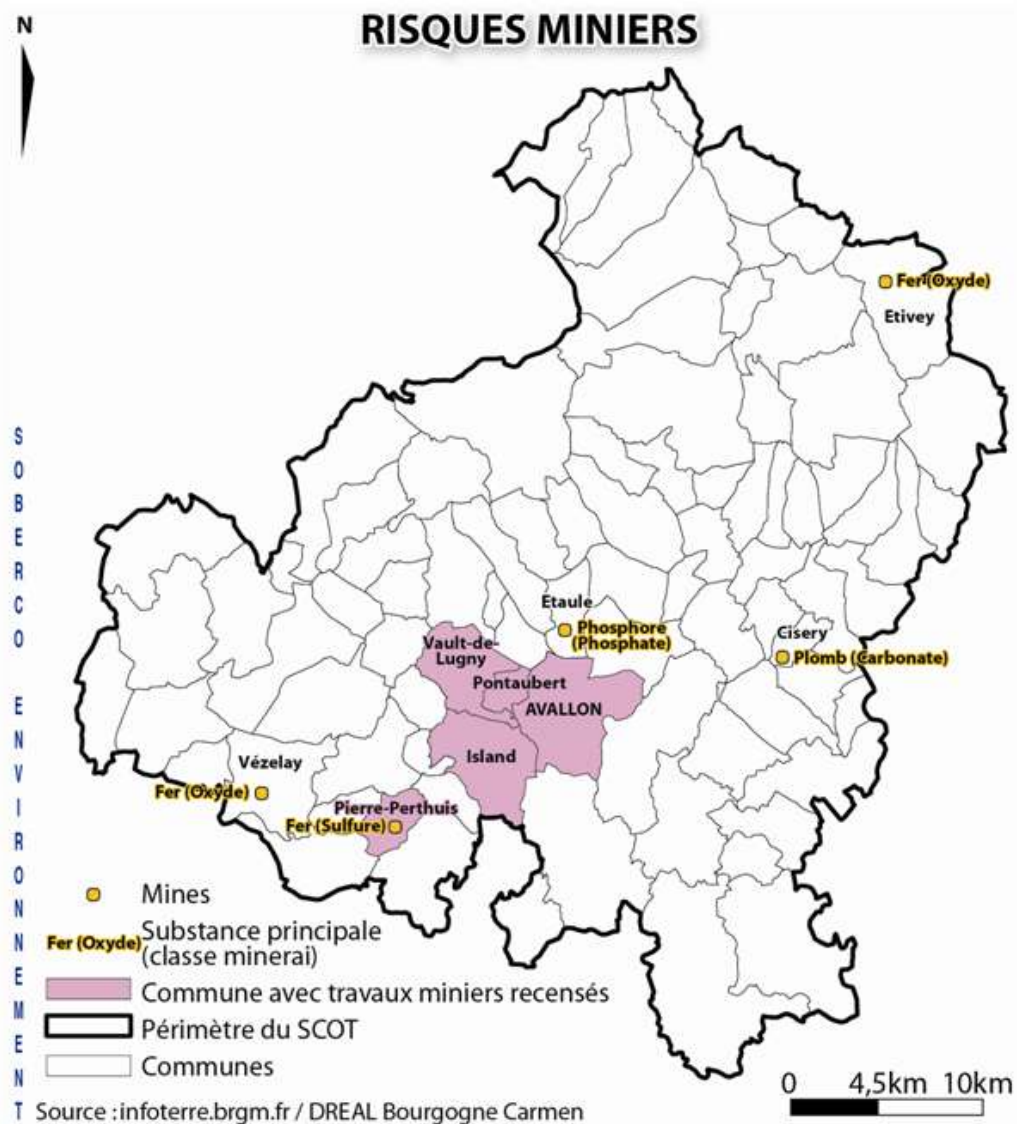 N
RISQUES MINIERS
Fer (Oxyde)
Etivey
Etaule
Phosphore
(Phosphate)
Cisery
Plomb (Carbonate)
Vault-de-
Lugny
Pontaubert
AVALLON
Island
Vézelay
Fer (Oxyde)
Pierre-Perthuis
Fer (Sulfure)
Mines
Fer (Oxyde) Substance principale
(classe minerai)
Commune avec travaux miniers recensés
Périmètre du SCOT
Communes
0 4,5km 10km
Source : infoterre.brgm.fr / DREAL Bourgogne Carmen
SOBERCO ENVIRONNEMENT